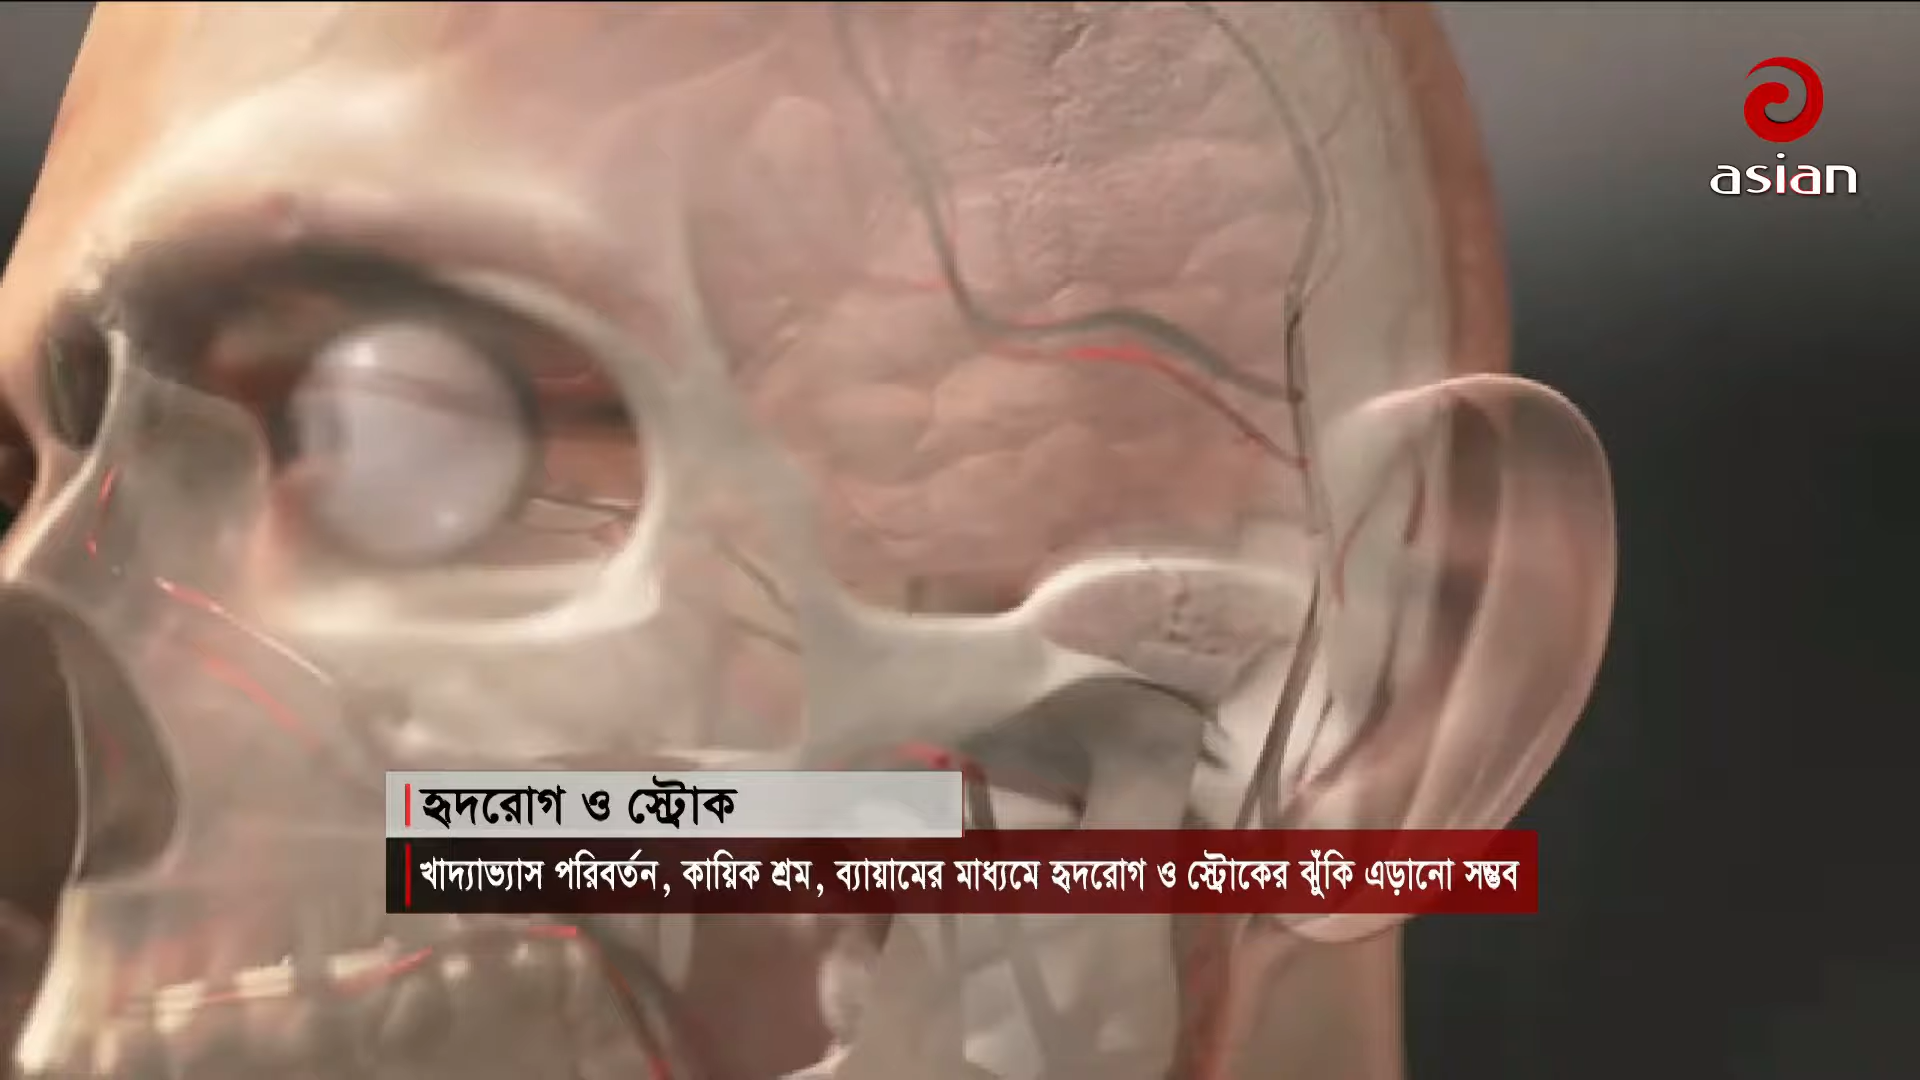 asian
হৃদরোগ ও স্ট্রোক
খাদ্যাভ্যাস পরিবর্তন, কায়িক শ্রম, ব্যায়ামের মাধ্যমে হৃদরোগ ও স্ট্রোকের ঝুঁকি এড়ানো সম্ভব